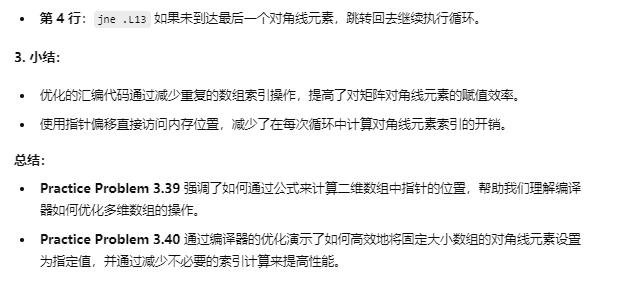 • 第 4 行： jne .L13 如果未到达最后一个对角线元素，跳转回去继续执行循环。
3. 小结：
• 优化的汇编代码通过减少重复的数组索引操作，提高了对矩阵对角线元素的赋值效率。
• 使用指针偏移直接访问内存位置，减少了在每次循环中计算对角线元素索引的开销。
总结：
• Practice Problem 3.39 强调了如何通过公式来计算二维数组中指针的位置，帮助我们理解编译
器如何优化多维数组的操作。
• Practice Problem 3.40 通过编译器的优化演示了如何高效地将固定大小数组的对角线元素设置
为指定值，并通过减少不必要的索引计算来提高性能。